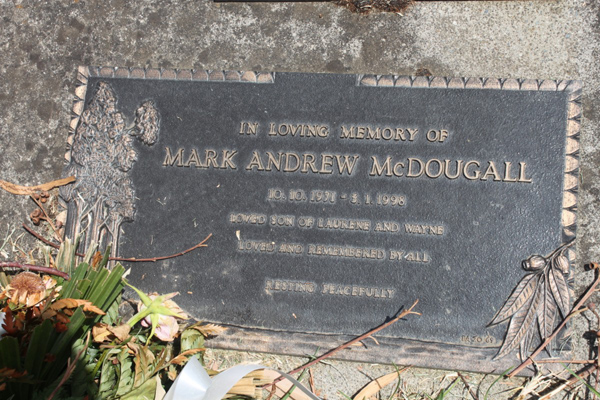 IN LOVING MEMORY OF
MARK ANDREW McDOUGALL
10. 10. 1971 - 3. 1. 1998
LOVED SON OF LAURENE AND WAYNE
LOVED AND REMEMBERED BY ALL
RESTING PEACEFULLY